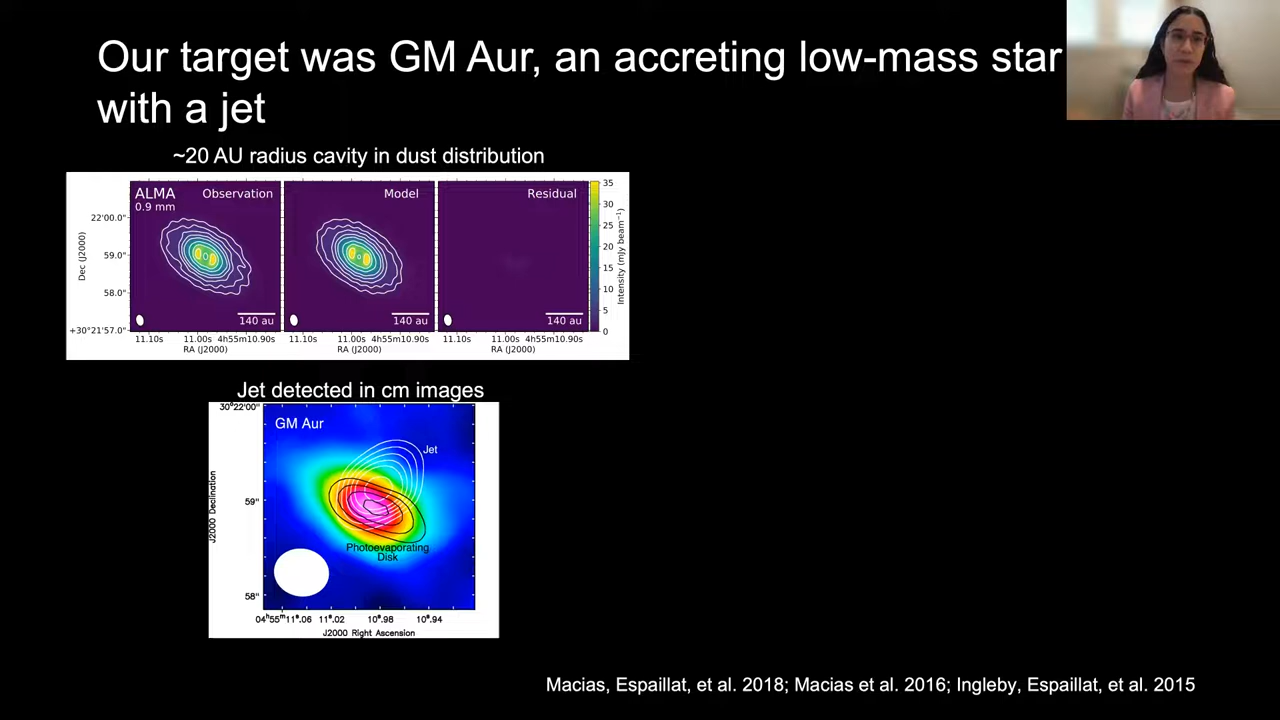 Our target was GM Aur, an accreting low-mass star
with a jet
~20 AU radius cavity in dust distribution
ALMA
0.9 mm
Observation
Model
Residual
Dec (J2000)
22'00.0"
59.0"
58.0"
+30°21'57.0"
140 au
140 au
140 au
11.10s 11.00s 4h55m10.90s
RA (J2000)
11.10s 11.00s 4h55m10.90s
RA (J2000)
11.10s 11.00s 4h55m10.90s
RA (J2000)
35
30
25
20
15
10
5
0
Intensity (mJy beam⁻¹)
Jet detected in cm images
30°22'00"
59"
58"
J2000 Declination
GM Aur
Jet
Photoevaporating
Disk
04ʰ55ᵐ11ˢ.06 11ˢ.02 10ˢ.98 10ˢ.94
J2000 Right Ascension
Macias, Espaillat, et al. 2018; Macias et al. 2016; Ingleby, Espaillat, et al. 2015